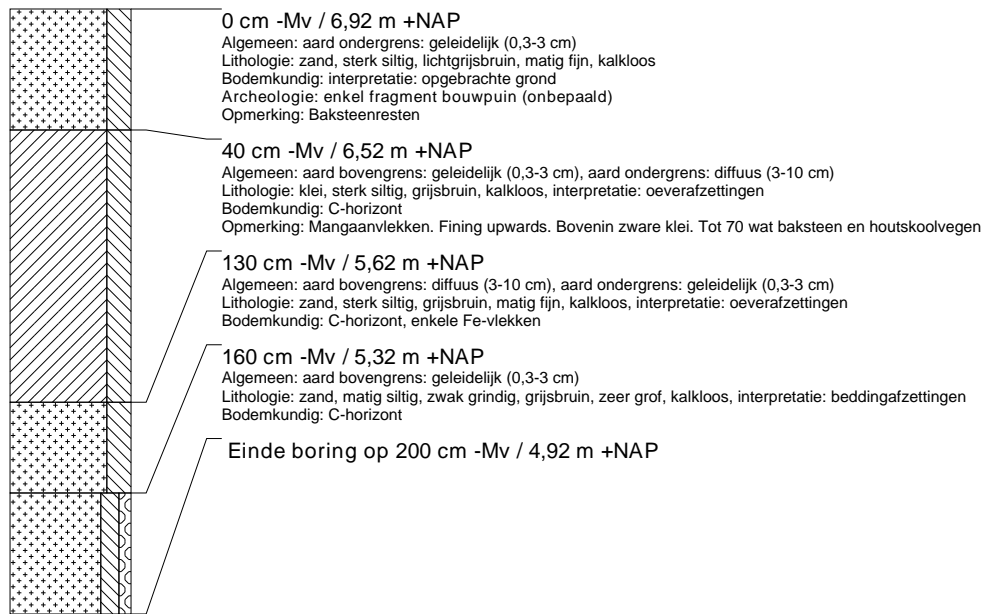 0 cm -Mv / 6,92 m +NAP
Algemeen: aard ondergrens: geleidelijk (0,3-3 cm)
Lithologie: zand, sterk siltig, lichtgrijsbruin, matig fijn, kalkloos
Bodemkundig: interpretatie: opgebrachte grond
Archeologie: enkel fragment bouwpuin (onbepaald)
Opmerking: Baksteenresten
40 cm -Mv / 6,52 m +NAP
Algemeen: aard bovengrens: geleidelijk (0,3-3 cm), aard ondergrens: diffuus (3-10 cm)
Lithologie: klei, sterk siltig, grijsbruin, kalkloos, interpretatie: oeverafzettingen
Bodemkundig: C-horizont
Opmerking: Mangaanvlekken. Fining upwards. Bovenin zware klei. Tot 70 wat baksteen en houtskoolvegen
130 cm -Mv / 5,62 m +NAP
Algemeen: aard bovengrens: diffuus (3-10 cm), aard ondergrens: geleidelijk (0,3-3 cm)
Lithologie: zand, sterk siltig, grijsbruin, matig fijn, kalkloos, interpretatie: oeverafzettingen
Bodemkundig: C-horizont, enkele Fe-vlekken
160 cm -Mv / 5,32 m +NAP
Algemeen: aard bovengrens: geleidelijk (0,3-3 cm)
Lithologie: zand, matig siltig, zwak grindig, grijsbruin, zeer grof, kalkloos, interpretatie: beddingafzettingen
Bodemkundig: C-horizont
Einde boring op 200 cm -Mv / 4,92 m +NAP